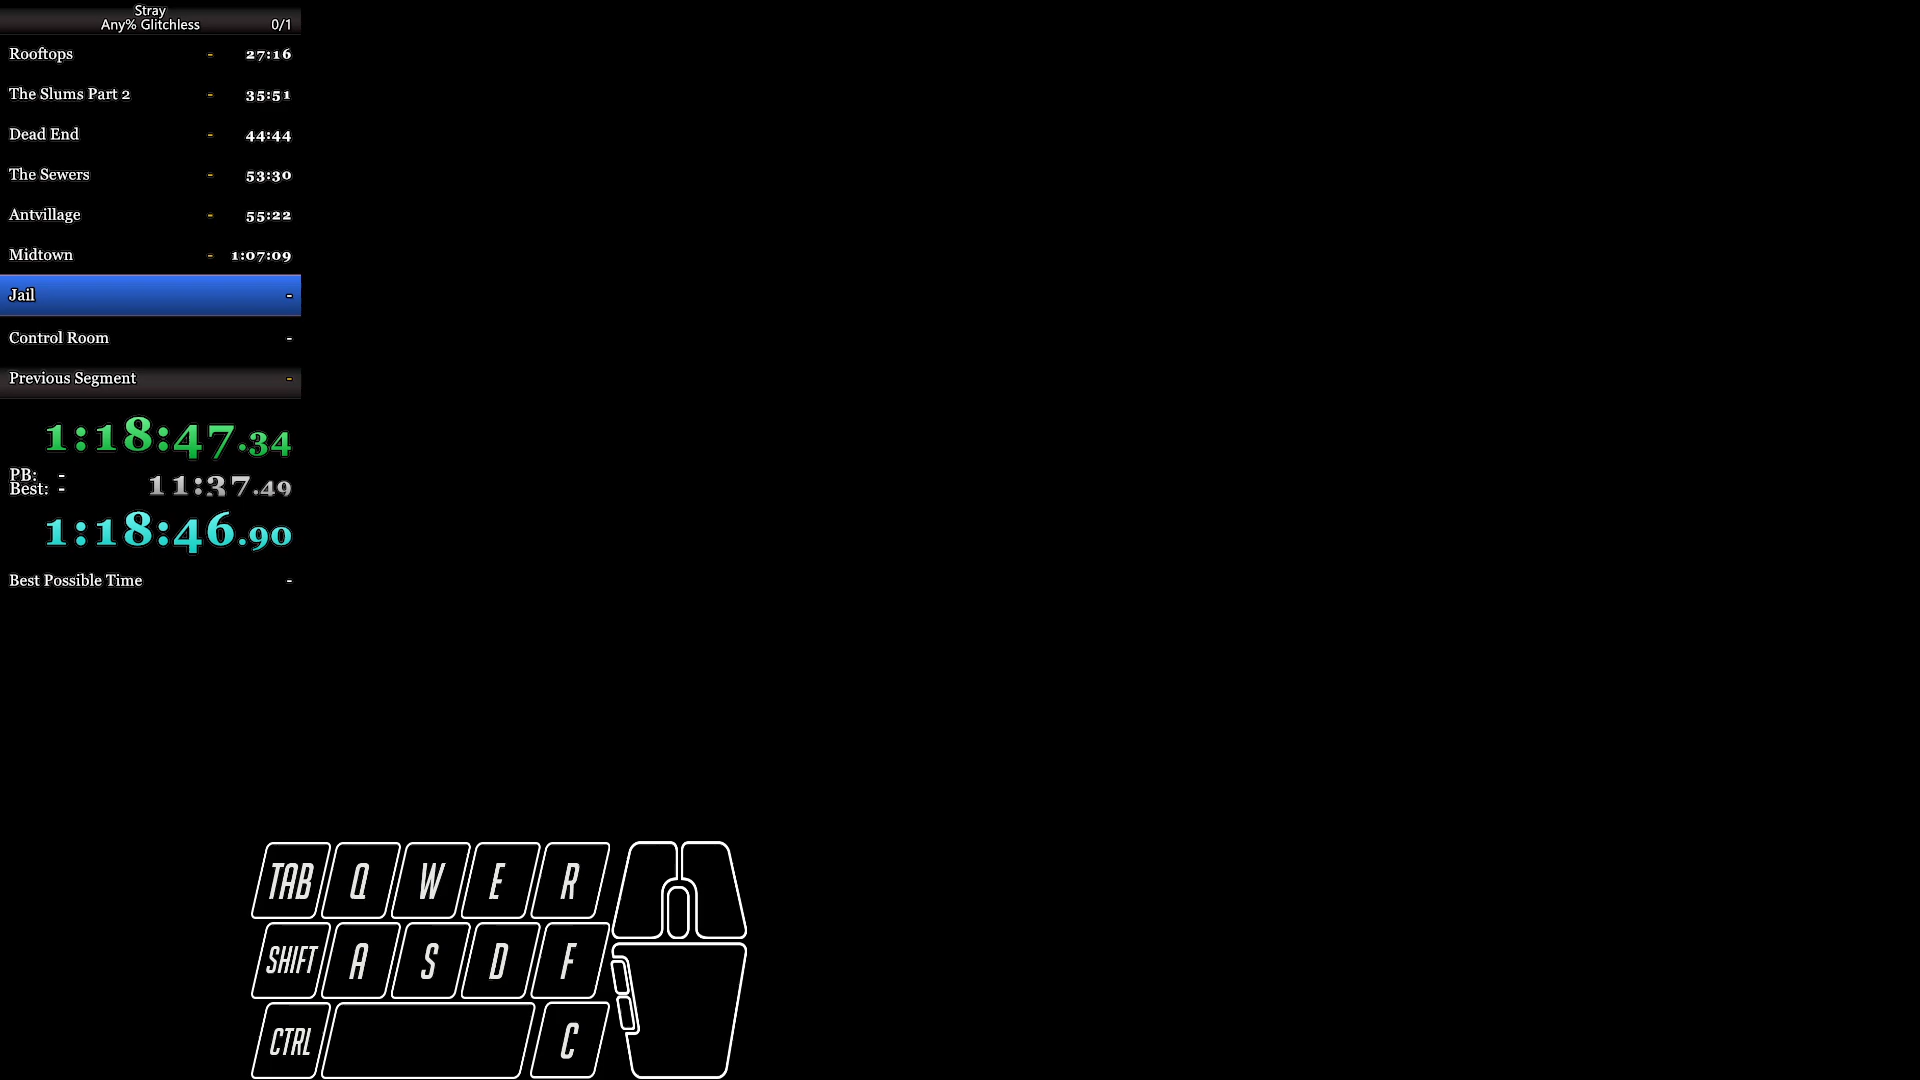 Stray
Any% Glitchless 0/1
Rooftops - 27:16
The Slums Part 2 - 35:51
Dead End - 44:44
The Sewers - 53:30
Antvillage - 55:22
Midtown - 1:07:09
Jail -
Control Room -
Previous Segment -
1:18:47.34
PB: -
Best: - 11:37.49
1:18:46.90
Best Possible Time -
TAB Q W E R
SHIFT A S D F
CTRL C